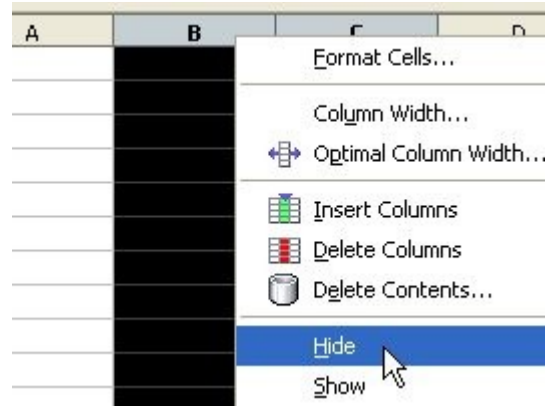 A B C D
Format Cells...
Column Width...
Optimal Column Width...
Insert Columns
Delete Columns
Delete Contents...
Hide
Show